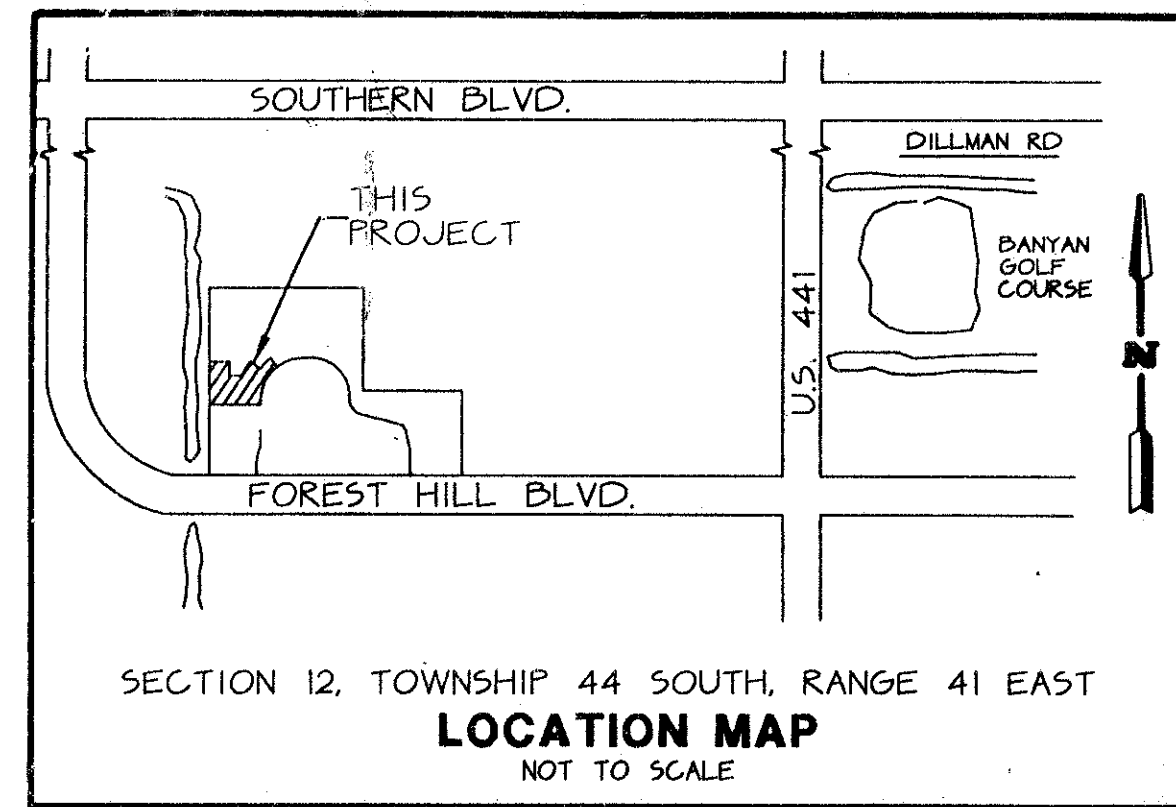 SOUTHERN BLVD.
DILLMAN RD
THIS
PROJECT
BANYAN
GOLF
COURSE
U.S. 441
N
FOREST HILL BLVD.
SECTION 12, TOWNSHIP 44 SOUTH, RANGE 41 EAST
LOCATION MAP
NOT TO SCALE